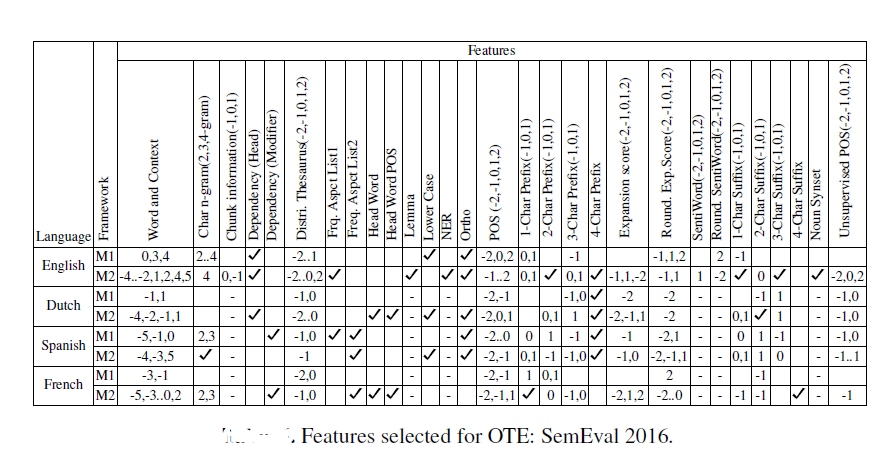 Features
Language
Framework
Word and Context
Char n-gram(2,3,4-gram)
Chunk information(-1,0,1)
Dependency (Head)
Dependency (Modifier)
Distri. Thesaurus(-2,-1,0,1,2)
Frq. Aspct List1
Freq. Aspct List2
Head Word
Head Word POS
Lemma
Lower Case
NER
Ortho
POS (-2,-1,0,1,2)
1-Char Prefix(-1,0,1)
2-Char Prefix(-1,0,1)
3-Char Prefix(-1,0,1)
4-Char Prefix
Expansion score(-2,-1,0,1,2)
Round. Exp.Score(-2,-1,0,1,2)
SentiWord(-2,-1,0,1,2)
Round. SentiWord(-2,-1,0,1,2)
1-Char Suffix(-1,0,1)
2-Char Suffix(-1,0,1)
3-Char Suffix(-1,0,1)
4-Char Suffix
Noun Synset
Unsupervised POS(-2,-1,0,1,2)
English M1 0,3,4 2..4 ✓ -2..1 ✓ ✓ -2,0,2 0,1 -1 -1,1,2 2 -1
M2 -4..-2,1,2,4,5 4 0,-1 ✓ -2..0,2 ✓ ✓ ✓ ✓ -1..2 0,1 ✓ 0,1 ✓ -1,1,-2 -1,1 1 -2 ✓ 0 ✓ ✓ -2,0,2
Dutch M1 -1,1 - -1,0 - - -2,-1 -1,0 ✓ -2 -2 - - -1 1 - -1,0
M2 -4,-2,-1,1 - ✓ -2..0 ✓ ✓ - ✓ - ✓ -2,0,1 0,1 1 ✓ -2,-1,1 -2 - - 0,1 ✓ 1 - -1,0
Spanish M1 -5,-1,0 2,3 - ✓ -1,0 ✓ ✓ - - ✓ -2..0 0 1 -1 ✓ -1 -2,1 - - 0 1 -1 - -1,0
M2 -4,-3,5 ✓ - -1 ✓ - ✓ - ✓ -2,-1 0,1 -1 -1,0 ✓ -1,0 -2,-1,1 - - 0,1 1 0 - -1..1
French M1 -3,-1 - -2,0 - - -2,-1 1 0,1 2 - - -1 -
M2 -5,-3..0,2 2,3 - ✓ -1,0 ✓ ✓ ✓ - - -2,-1,1 ✓ 0 -1,0 -2,1,2 -2..0 - - -1 -1 ✓ - -1
Features selected for OTE: SemEval 2016.